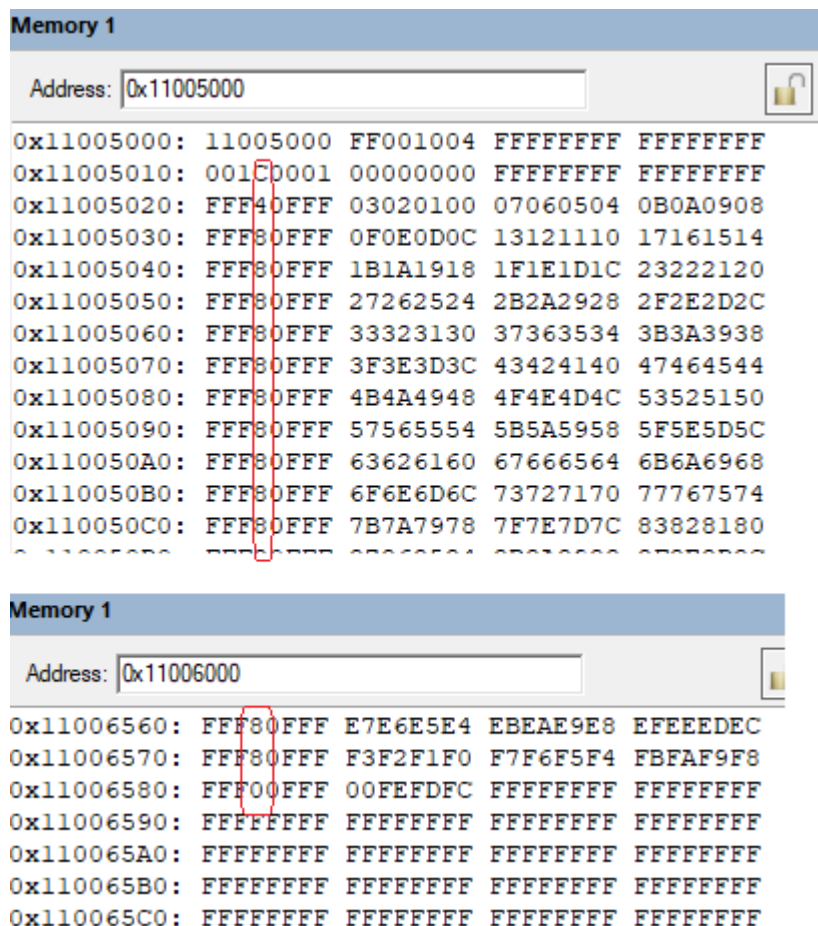 Memory 1
Address: 0x11005000
0x11005000: 11005000 FF001004 FFFFFFFF FFFFFFFF
0x11005010: 001C0001 00000000 FFFFFFFF FFFFFFFF
0x11005020: FFF40FFF 03020100 07060504 0B0A0908
0x11005030: FFF80FFF 0F0E0D0C 13121110 17161514
0x11005040: FFF80FFF 1B1A1918 1F1E1D1C 23222120
0x11005050: FFF80FFF 27262524 2B2A2928 2F2E2D2C
0x11005060: FFF80FFF 33323130 37363534 3B3A3938
0x11005070: FFF80FFF 3F3E3D3C 43424140 47464544
0x11005080: FFF80FFF 4B4A4948 4F4E4D4C 53525150
0x11005090: FFF80FFF 57565554 5B5A5958 5F5E5D5C
0x110050A0: FFF80FFF 63626160 67666564 6B6A6968
0x110050B0: FFF80FFF 6F6E6D6C 73727170 77767574
0x110050C0: FFF80FFF 7B7A7978 7F7E7D7C 83828180
Memory 1
Address: 0x11006000
0x11006560: FFF80FFF E7E6E5E4 EBEAE9E8 EFEEEDEC
0x11006570: FFF80FFF F3F2F1F0 F7F6F5F4 FBFAF9F8
0x11006580: FFF00FFF 00FEFDFC FFFFFFFF FFFFFFFF
0x11006590: FFFFFFFF FFFFFFFF FFFFFFFF FFFFFFFF
0x110065A0: FFFFFFFF FFFFFFFF FFFFFFFF FFFFFFFF
0x110065B0: FFFFFFFF FFFFFFFF FFFFFFFF FFFFFFFF
0x110065C0: FFFFFFFF FFFFFFFF FFFFFFFF FFFFFFFF